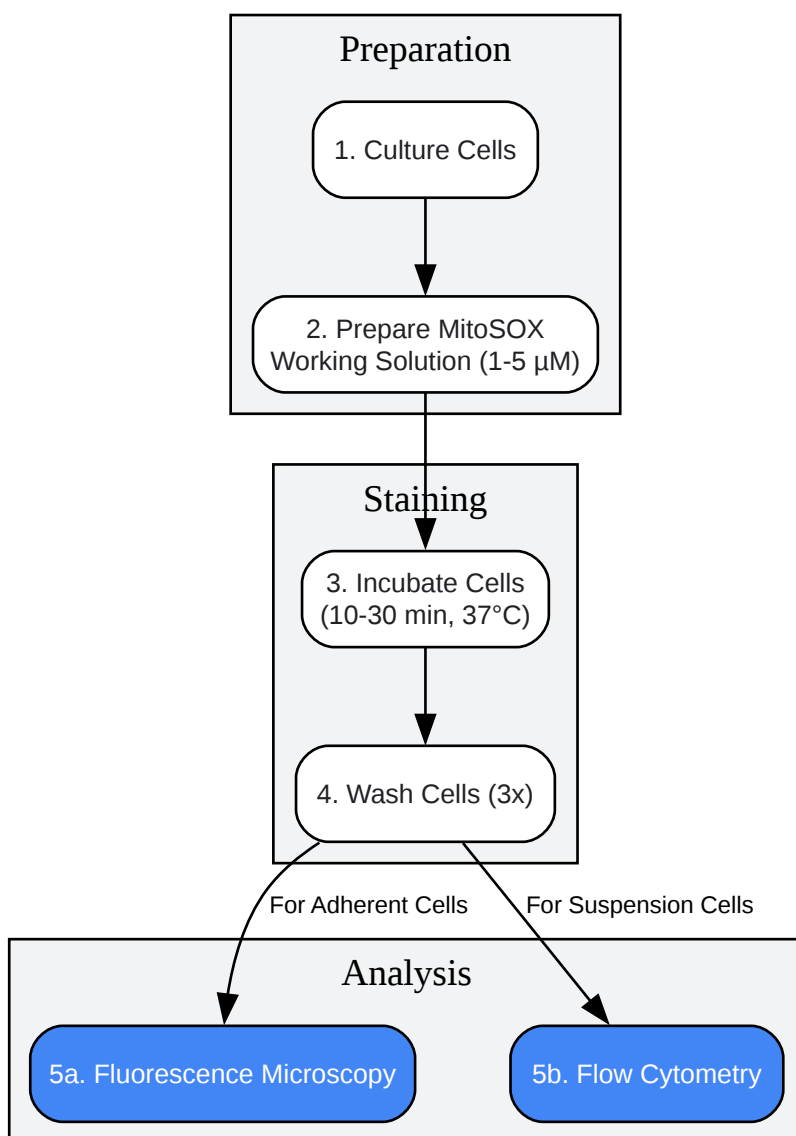 Preparation
1. Culture Cells
2. Prepare MitoSOX
Working Solution (1-5 µM)
Staining
3. Incubate Cells
(10-30 min, 37°C)
4. Wash Cells (3x)
For Adherent Cells
For Suspension Cells
Analysis
5a. Fluorescence Microscopy
5b. Flow Cytometry